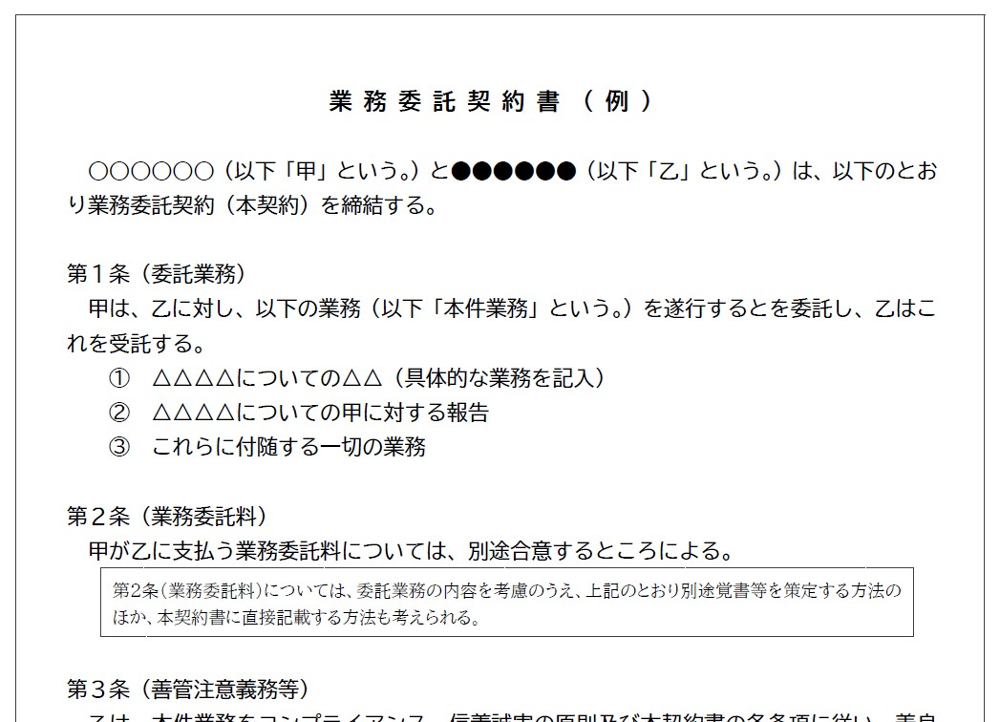 業務委託契約書（例）
○○○○○○（以下「甲」という。）と●●●●●●（以下「乙」という。）は、以下のとお
り業務委託契約（本契約）を締結する。
第１条（委託業務）
甲は、乙に対し、以下の業務（以下「本件業務」という。）を遂行するとを委託し、乙はこ
れを受託する。
① △△△△についての△△（具体的な業務を記入）
② △△△△についての甲に対する報告
③ これらに付随する一切の業務
第２条（業務委託料）
甲が乙に支払う業務委託料については、別途合意するところによる。
第2条（業務委託料）については、委託業務の内容を考慮のうえ、上記のとおり別途覚書等を策定する方法の
ほか、本契約書に直接記載する方法も考えられる。
第３条（善管注意義務等）
乙は、本件業務をコンプライアンス、信義誠実の原則及び本契約書の各条項に従い、善良